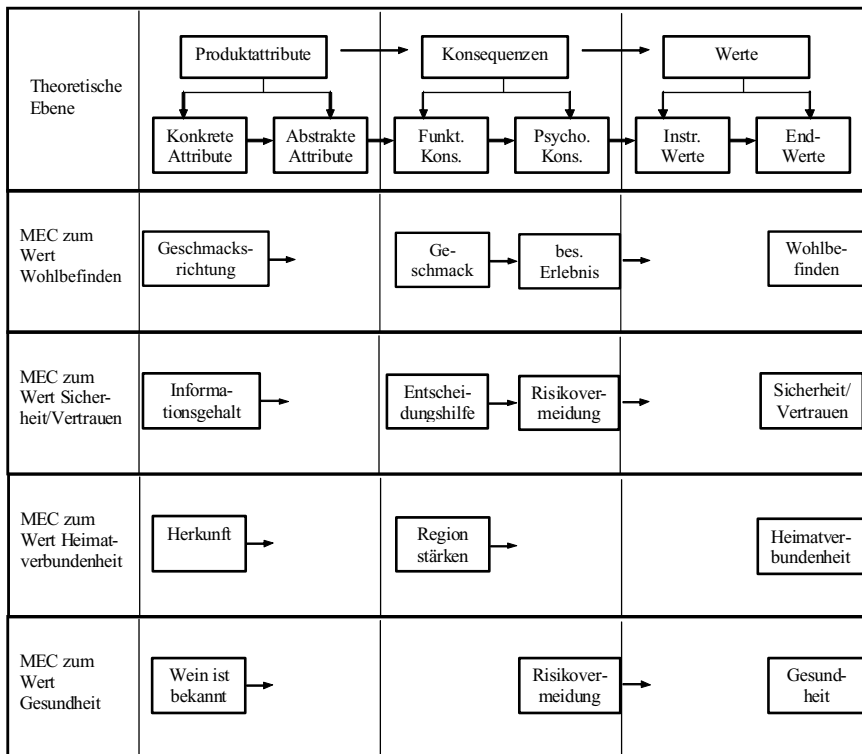 Theoretische
Ebene
Produktattribute
Konsequenzen
Werte
Konkrete
Attribute
Abstrakte
Attribute
Funkt.
Kons.
Psycho.
Kons.
Instr.
Werte
End-
Werte
MEC zum
Wert
Wohlbefinden
Geschmacks-
richtung
Ge-
schmack
bes.
Erlebnis
Wohlbe-
finden
MEC zum
Wert Sicher-
heit/Vertrauen
Informa-
tionsgehalt
Entschei-
dungshilfe
Risikover-
meidung
Sicherheit/
Vertrauen
MEC zum
Wert Heimat-
verbundenheit
Herkunft
Region
stärken
Heimatver-
bundenheit
MEC zum
Wert
Gesundheit
Wein ist
bekannt
Risikover-
meidung
Gesund-
heit